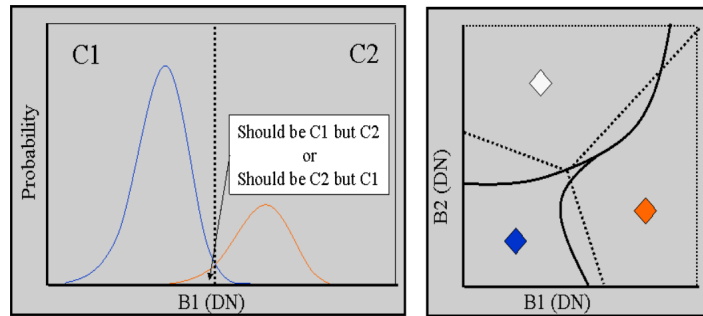 C1
C2
Probability
Should be C1 but C2
or
Should be C2 but C1
B1 (DN)
B2 (DN)
B1 (DN)